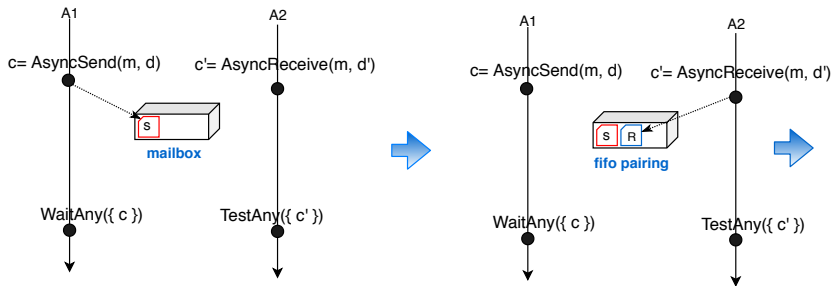 A1
A2
c= AsyncSend(m, d)
c'= AsyncReceive(m, d')
S
mailbox
WaitAny({ c })
TestAny({ c' })
A1
A2
c= AsyncSend(m, d)
c'= AsyncReceive(m, d')
S
R
fifo pairing
WaitAny({ c })
TestAny({ c' })